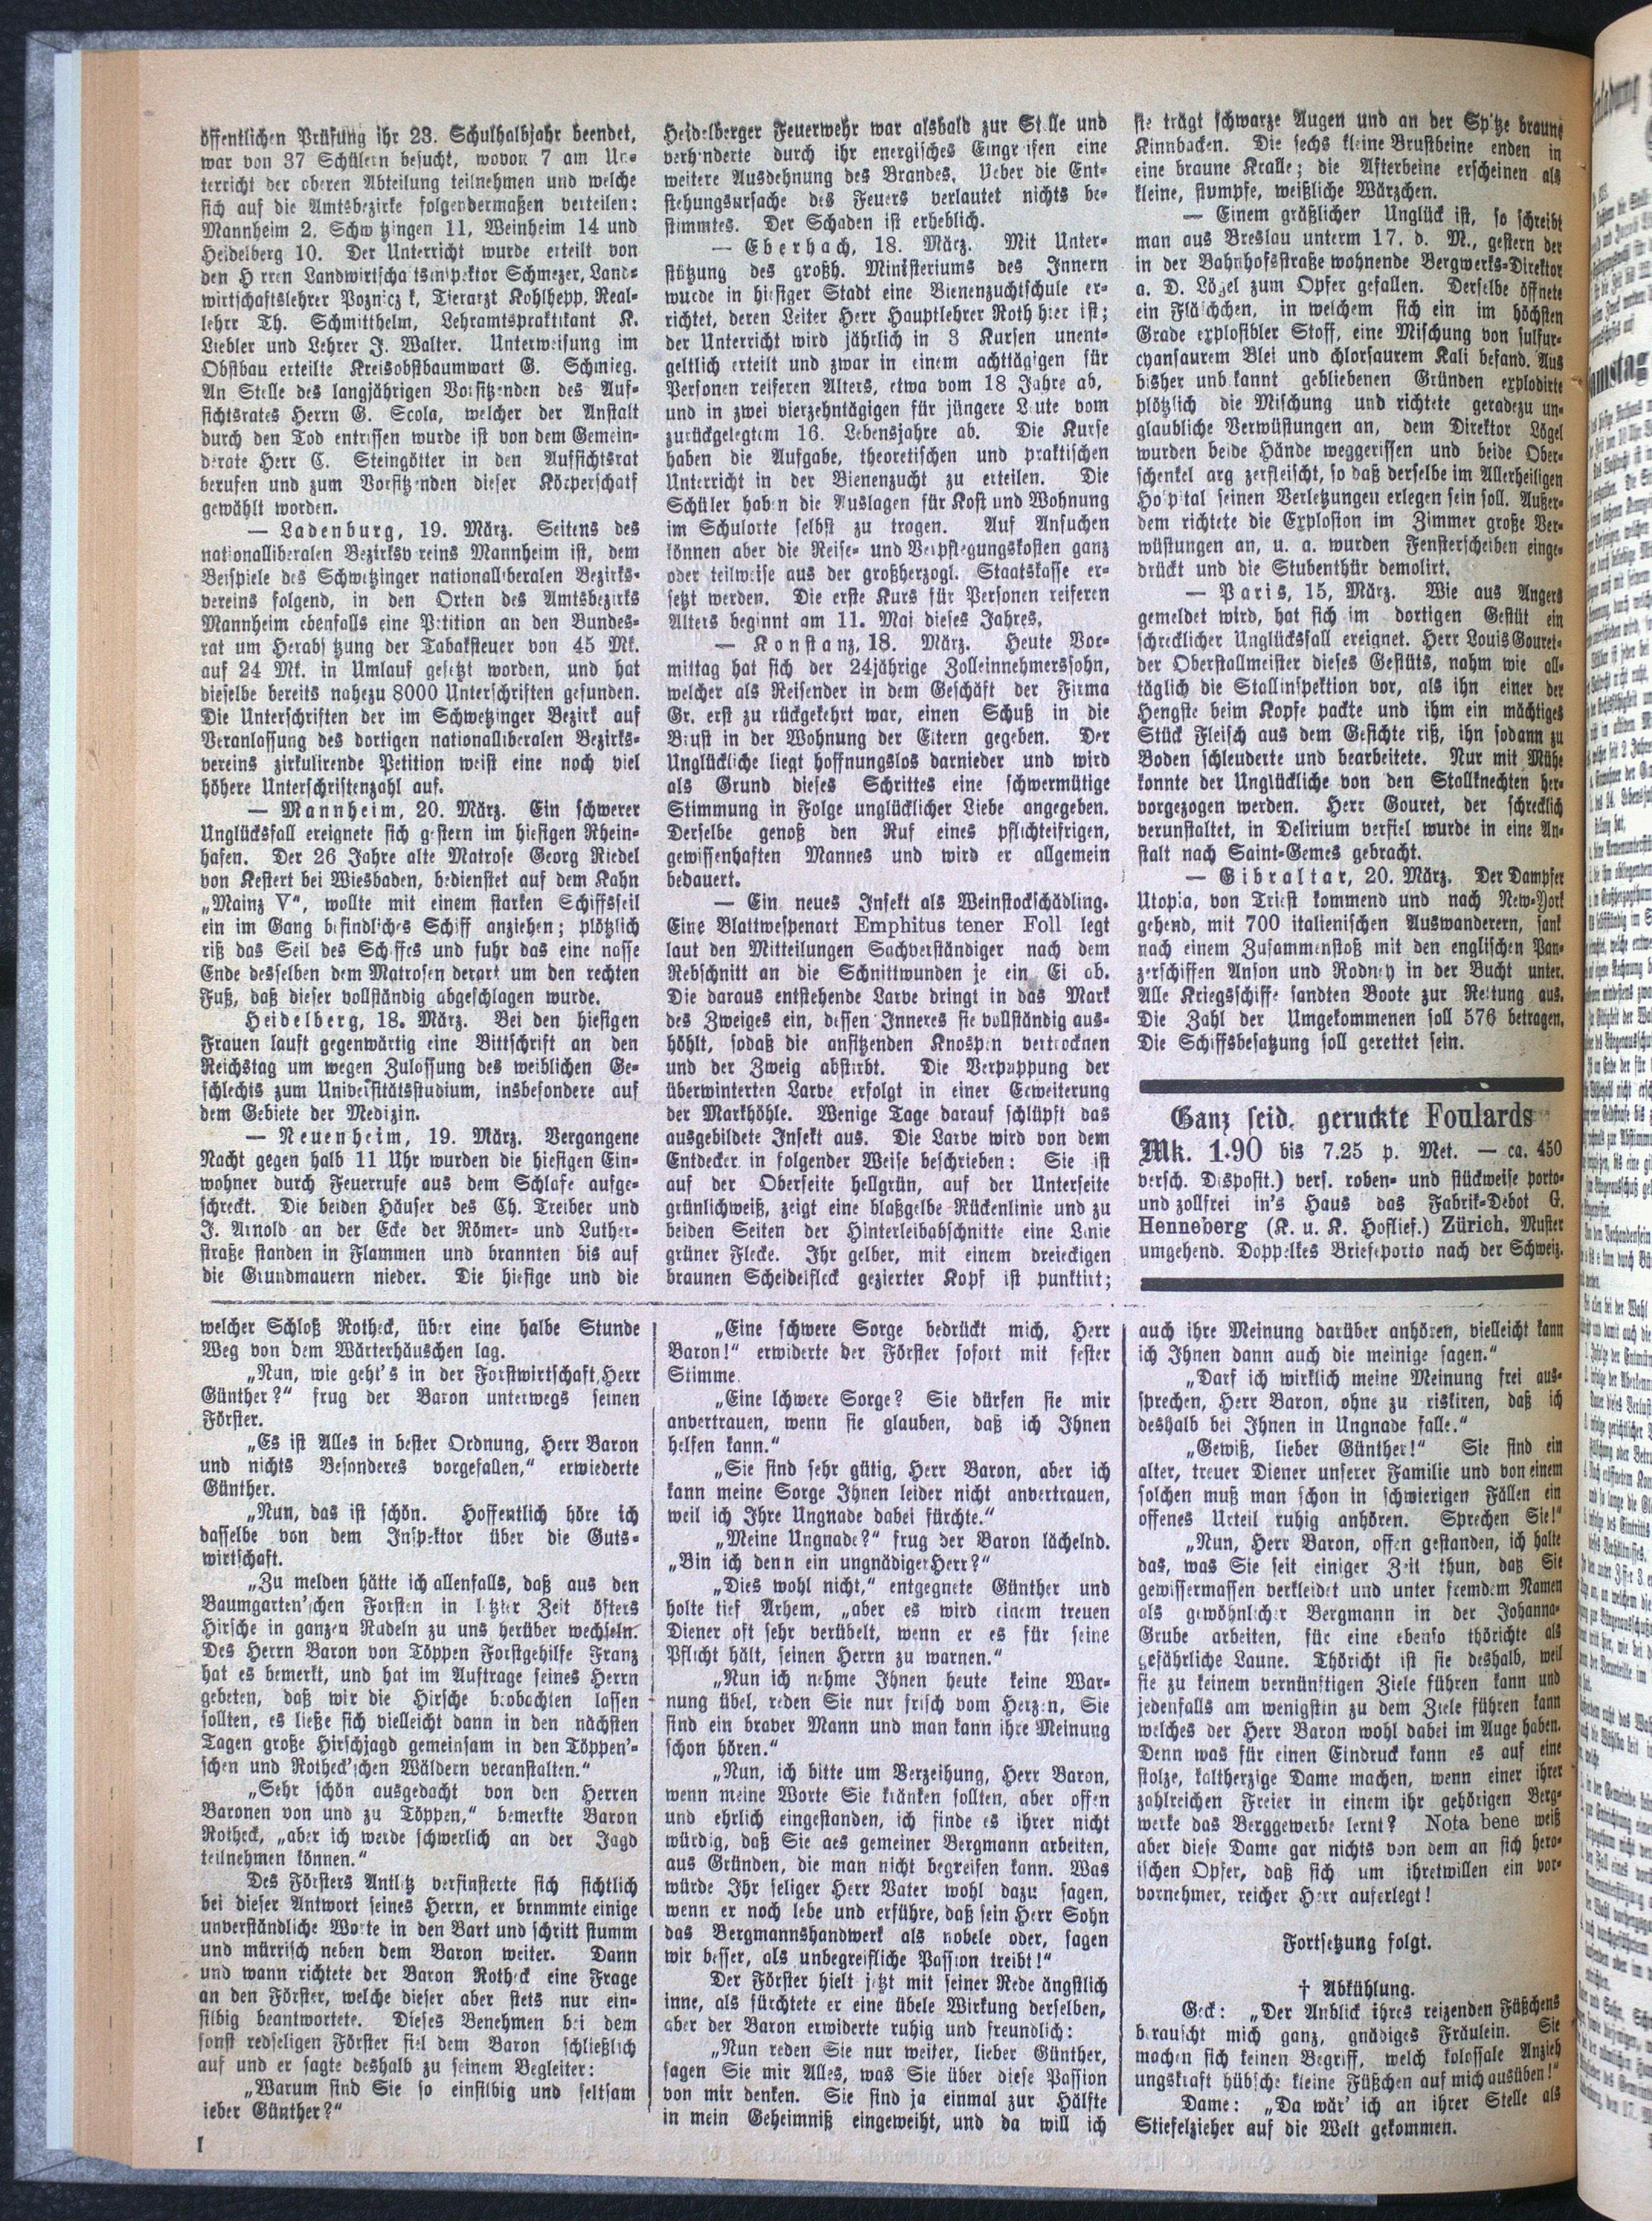 öffentlichen Prüfung ihr 23. Schulhalbjahr beendet,
war von 37 Schülern besucht, wovon 7 am Un-
terricht der oberen Abteilung teilnehmen und welche
sich auf die Amtsbezirke folgendermaßen verteilen:
Mannheim 2, Schw tzingen 11, Weinheim 14 und
Heidelberg 10. Der Unterricht wurde erteilt von
den H rren Landwirtscha tsinspektor Schmezer, Land-
wirtschaftslehrer Poznicz k, Tierarzt Kohlhepp, Real-
lehrr Th. Schmitthelm, Lehramtspraktikant K.
Liebler und Lehrer J. Walter. Unterweisung im
Obstbau erteilte Kreisobstbaumwart G. Schmieg.
An Stelle des langjährigen Vorsitzenden des Auf-
sichtsrates Herrn G. Scola, welcher der Anstalt
durch den Tod entrissen wurde ist von dem Gemein-
derate Herr C. Steingötter in den Aufsichtsrat
berufen und zum Vorsitzenden dieser Körperschaft
gewählt worden.
— Ladenburg, 19. März. Seitens des
nationalliberalen Bezirksv reins Mannheim ist, dem
Beispiele des Schwetzinger nationalliberalen Bezirks-
vereins folgend, in den Orten des Amtsbezirks
Mannheim ebenfalls eine Petition an den Bundes-
rat um Herabs tzung der Tabaksteuer von 45 Mk.
auf 24 Mk. in Umlauf gesetzt worden, und hat
dieselbe bereits nahezu 8000 Unterschriften gefunden.
Die Unterschriften der im Schwetzinger Bezirk auf
Veranlassung des dortigen nationalliberalen Bezirks-
vereins zirkulirende Petition weist eine noch viel
höhere Unterschriftenzahl auf.
— Mannheim, 20. März. Ein schwerer
Unglücksfall ereignete sich gestern im hiesigen Rhein-
hafen. Der 26 Jahre alte Matrose Georg Riedel
von Kestert bei Wiesbaden, bedienstet auf dem Kahn
„Mainz V“, wollte mit einem starken Schiffsseil
ein im Gang befindliches Schiff anziehen; plötzlich
riß das Seil des Schiffes und fuhr das eine nasse
Ende desselben dem Matrosen derart um den rechten
Fuß, daß dieser vollständig abgeschlagen wurde.
Heidelberg, 18. März. Bei den hiesigen
Frauen lauft gegenwärtig eine Bittschrift an den
Reichstag um wegen Zulassung des weiblichen Ge-
schlechts zum Universitätsstudium, insbesondere auf
dem Gebiete der Medizin.
— Neuenheim, 19. März. Vergangene
Nacht gegen halb 11 Uhr wurden die hiesigen Ein-
wohner durch Feuerrufe aus dem Schlafe aufge-
schreckt. Die beiden Häuser des Ch. Treiber und
J. Arnold an der Ecke der Römer- und Luther-
straße standen in Flammen und brannten bis auf
die Grundmauern nieder. Die hiesige und die
Heidelberger Feuerwehr war alsbald zur Stelle und
verhinderte durch ihr energisches Eingreifen eine
weitere Ausdehnung des Brandes. Ueber die Ent-
stehungsursache des Feuers verlautet nichts be-
stimmtes. Der Schaden ist erheblich.
— Eberbach, 18. März. Mit Unter-
stützung des großh. Ministeriums des Innern
wurde in hiesiger Stadt eine Bienenzuchtschule er-
richtet, deren Leiter Herr Hauptlehrer Roth hier ist;
der Unterricht wird jährlich in 3 Kursen unent-
geltlich erteilt und zwar in einem achttägigen für
Personen reiferen Alters, etwa vom 18 Jahre ab,
und in zwei vierzehntägigen für jüngere Leute vom
zurückgelegtem 16. Lebensjahre ab. Die Kurse
haben die Aufgabe, theoretischen und praktischen
Unterricht in der Bienenzucht zu erteilen. Die
Schüler haben die Auslagen für Kost und Wohnung
im Schulorte selbst zu tragen. Auf Ansuchen
können aber die Reise- und Verpflegungskosten ganz
oder teilweise aus der großherzogl. Staatskasse er-
setzt werden. Die erste Kurs für Personen reiferen
Alters beginnt am 11. Mai dieses Jahres.
— Konstanz, 18. März. Heute Vor-
mittag hat sich der 24jährige Zolleinnehmerssohn,
welcher als Reisender in dem Geschäft der Firma
Gr. erst zu rückgekehrt war, einen Schuß in die
Brust in der Wohnung der Eltern gegeben. Der
Unglückliche liegt hoffnungslos darnieder und wird
als Grund dieses Schrittes eine schwermütige
Stimmung in Folge unglücklicher Liebe angegeben.
Derselbe genoß den Ruf eines pflichteifrigen,
gewissenhaften Mannes und wird er allgemein
bedauert.
— Ein neues Insekt als Weinstockschädling.
Eine Blattwespenart Emphitus tener Foll legt
laut den Mitteilungen Sachverständiger nach dem
Rebschnitt an die Schnittwunden je ein Ei ab.
Die daraus entstehende Larve dringt in das Mark
des Zweiges ein, dessen Inneres sie vollständig aus-
höhlt, sodaß die ansitzenden Knospen vertrocknen
und der Zweig abstirbt. Die Verpuppung der
überwinterten Larve erfolgt in einer Erweiterung
der Markhöhle. Wenige Tage darauf schlüpft das
ausgebildete Insekt aus. Die Larve wird von dem
Entdecker in folgender Weise beschrieben: Sie ist
auf der Oberseite hellgrün, auf der Unterseite
grünlichweiß, zeigt eine blaßgelbe Rückenlinie und zu
beiden Seiten der Hinterleibabschnitte eine Linie
grüner Flecke. Ihr gelber, mit einem dreieckigen
braunen Scheidelfleck gezierter Kopf ist punktirt;
sie trägt schwarze Augen und an der Spitze braune
Kinnbacken. Die sechs kleine Brustbeine enden in
eine braune Kralle; die Afterbeine erscheinen als
kleine, stumpfe, weißliche Wärzchen.
— Einem gräßlichen Unglück ist, so schreibt
man aus Breslau unterm 17. d. M., gestern der
in der Bahnhofsstraße wohnende Bergwerks-Direktor
a. D. Lögel zum Opfer gefallen. Derselbe öffnete
ein Fläschchen, in welchem sich ein im höchsten
Grade explosibler Stoff, eine Mischung von sulfur-
cyansaurem Blei und chlorsaurem Kali befand. Aus
bisher unb kannt gebliebenen Gründen explodirte
plötzlich die Mischung und richtete geradezu un-
glaubliche Verwüstungen an, dem Direktor Lögel
wurden beide Hände weggerissen und beide Ober-
schenkel arg zerfleischt, so daß derselbe im Allerheiligen
Hospital seinen Verletzungen erlegen sein soll. Außer-
dem richtete die Explosion im Zimmer große Ver-
wüstungen an, u. a. wurden Fensterscheiben einge-
drückt und die Stubenthür demolirt.
— Paris, 15, März. Wie aus Angers
gemeldet wird, hat sich im dortigen Gestüt ein
schrecklicher Unglücksfall ereignet. Herr Louis Gouret-
der Oberstallmeister dieses Gestüts, nahm wie all-
täglich die Stallinspektion vor, als ihn einer der
Hengste beim Kopfe packte und ihm ein mächtiges
Stück Fleisch aus dem Gesichte riß, ihn sodann zu
Boden schleuderte und bearbeitete. Nur mit Mühe
konnte der Unglückliche von den Stallknechten her-
vorgezogen werden. Herr Gouret, der schrecklich
verunstaltet, in Delirium verfiel wurde in eine An-
stalt nach Saint-Gemes gebracht.
— Gibraltar, 20. März. Der Dampfer
Utopia, von Triest kommend und nach New-York
gehend, mit 700 italienischen Auswanderern, sank
nach einem Zusammenstoß mit den englischen Pan-
zerschiffen Anson und Rodney in der Bucht unter.
Alle Kriegsschiffe sandten Boote zur Rettung aus.
Die Zahl der Umgekommenen soll 576 betragen.
Die Schiffsbesatzung soll gerettet sein.
Ganz seid. geruckte Foulards
Mk. 1.90 bis 7.25 p. Met. — ca. 450
versch. Disposit.) vers. roben- und stückweise porto-
und zollfrei in's Haus das Fabrik-Debot G.
Henneberg (K. u. K. Hoflief.) Zürich. Muster
umgehend. Doppeltes Briefeporto nach der Schweiz.
welcher Schloß Rotheck, über eine halbe Stunde
Weg von dem Wärterhäuschen lag.
„Nun, wie geht's in der Forstwirtschaft, Herr
Günther?“ frug der Baron unterwegs seinen
Förster.
„Es ist Alles in bester Ordnung, Herr Baron
und nichts Besonderes vorgefallen,“ erwiederte
Günther.
„Nun, das ist schön. Hoffentlich höre ich
dasselbe von dem Inspektor über die Guts-
wirtschaft.
„Zu melden hätte ich allenfalls, daß aus den
Baumgarten'schen Forsten in letzter Zeit öfters
Hirsche in ganzen Rudeln zu uns herüber wechseln.
Des Herrn Baron von Töppen Forstgehilfe Franz
hat es bemerkt, und hat im Auftrage seines Herrn
gebeten, daß wir die Hirsche beobachten lassen
sollten, es ließe sich vielleicht dann in den nächsten
Tagen große Hirschjagd gemeinsam in den Töppen'-
schen und Rotheck'schen Wäldern veranstalten.“
„Sehr schön ausgedacht von den Herren
Baronen von und zu Töppen,“ bemerkte Baron
Rotheck, „aber ich werde schwerlich an der Jagd
teilnehmen können.“
Des Försters Antlitz verfinsterte sich sichtlich
bei dieser Antwort seines Herrn, er brnmmte einige
unverständliche Worte in den Bart und schritt stumm
und mürrisch neben dem Baron weiter. Dann
und wann richtete der Baron Rotheck eine Frage
an den Förster, welche dieser aber stets nur ein-
silbig beantwortete. Dieses Benehmen bei dem
sonst redseligen Förster fiel dem Baron schließlich
auf und er sagte deshalb zu seinem Begleiter:
„Warum sind Sie so einsilbig und seltsam
ieber Günther?“
I
„Eine schwere Sorge bedrückt mich, Herr
Baron!“ erwiderte der Förster sofort mit fester
Stimme.
„Eine lchwere Sorge? Sie dürfen sie mir
anvertrauen, wenn sie glauben, daß ich Ihnen
helfen kann.“
„Sie sind sehr gütig, Herr Baron, aber ich
kann meine Sorge Ihnen leider nicht anvertrauen,
weil ich Ihre Ungnade dabei fürchte.“
„Meine Ungnade?“ frug der Baron lächelnd.
„Bin ich denn ein ungnädiger Herr?“
„Dies wohl nicht,“ entgegnete Günther und
holte tief Athem, „aber es wird einem treuen
Diener oft sehr verübelt, wenn er es für seine
Pflicht hält, seinen Herrn zu warnen.“
„Nun ich nehme Ihnen heute keine War-
nung übel, reden Sie nur frisch vom Herzen, Sie
sind ein braver Mann und man kann ihre Meinung
schon hören.“
„Nun, ich bitte um Verzeihung, Herr Baron,
wenn meine Worte Sie kränken sollten, aber offen
und ehrlich eingestanden, ich finde es ihrer nicht
würdig, daß Sie aes gemeiner Bergmann arbeiten,
aus Gründen, die man nicht begreifen kann. Was
würde Ihr seliger Herr Vater wohl dazu sagen,
wenn er noch lebe und erführe, daß sein Herr Sohn
das Bergmannshandwerk als nobele oder, sagen
wir besser, als unbegreifliche Passion treibt!“
Der Förster hielt jetzt mit seiner Rede ängstlich
inne, als fürchtete er eine übele Wirkung derselben,
aber der Baron erwiderte ruhig und freundlich:
„Nun reden Sie nur weiter, lieber Günther,
sagen Sie mir Alles, was Sie über diese Passion
von mir denken. Sie sind ja einmal zur Hälfte
in mein Geheimniß eingeweiht, und da will ich
auch ihre Meinung darüber anhören, vielleicht kann
ich Ihnen dann auch die meinige sagen.“
„Darf ich wirklich meine Meinung frei aus-
sprechen, Herr Baron, ohne zu riskiren, daß ich
deshalb bei Ihnen in Ungnade falle.“
„Gewiß, lieber Günther!“ Sie sind ein
alter, treuer Diener unserer Familie und von einem
solchen muß man schon in schwierigen Fällen ein
offenes Urteil ruhig anhören. Sprechen Sie!“
„Nun, Herr Baron, offen gestanden, ich halte
das, was Sie seit einiger Zeit thun, daß Sie
gewissermassen verkleidet und unter fremdem Namen
als gewöhnlicher Bergmann in der Johanna-
Grube arbeiten, für eine ebenso thörichte als
gefährliche Laune. Thöricht ist sie deshalb, weil
sie zu keinem vernünftigen Ziele führen kann und
jedenfalls am wenigsten zu dem Ziele führen kann
welches der Herr Baron wohl dabei im Auge haben.
Denn was für einen Eindruck kann es auf eine
stolze, kaltherzige Dame machen, wenn einer ihrer
zahlreichen Freier in einem ihr gehörigen Berg-
werke das Berggewerbe lernt? Nota bene weiß
aber diese Dame gar nichts von dem an sich hero-
ischen Opfer, daß sich um ihretwillen ein vor-
vornehmer, reicher Herr auferlegt!
Fortsetzung folgt.
† Abkühlung.
Geck: „Der Anblick ihres reizenden Füßchens
berauscht mich ganz, gnädiges Fräulein. Sie
machen sich keinen Begriff, welch kolossale Anzieh
ungskraft hübsche kleine Füßchen auf mich ausüben!“
Dame: „Da wär' ich an ihrer Stelle als
Stiefelzieher auf die Welt gekommen.